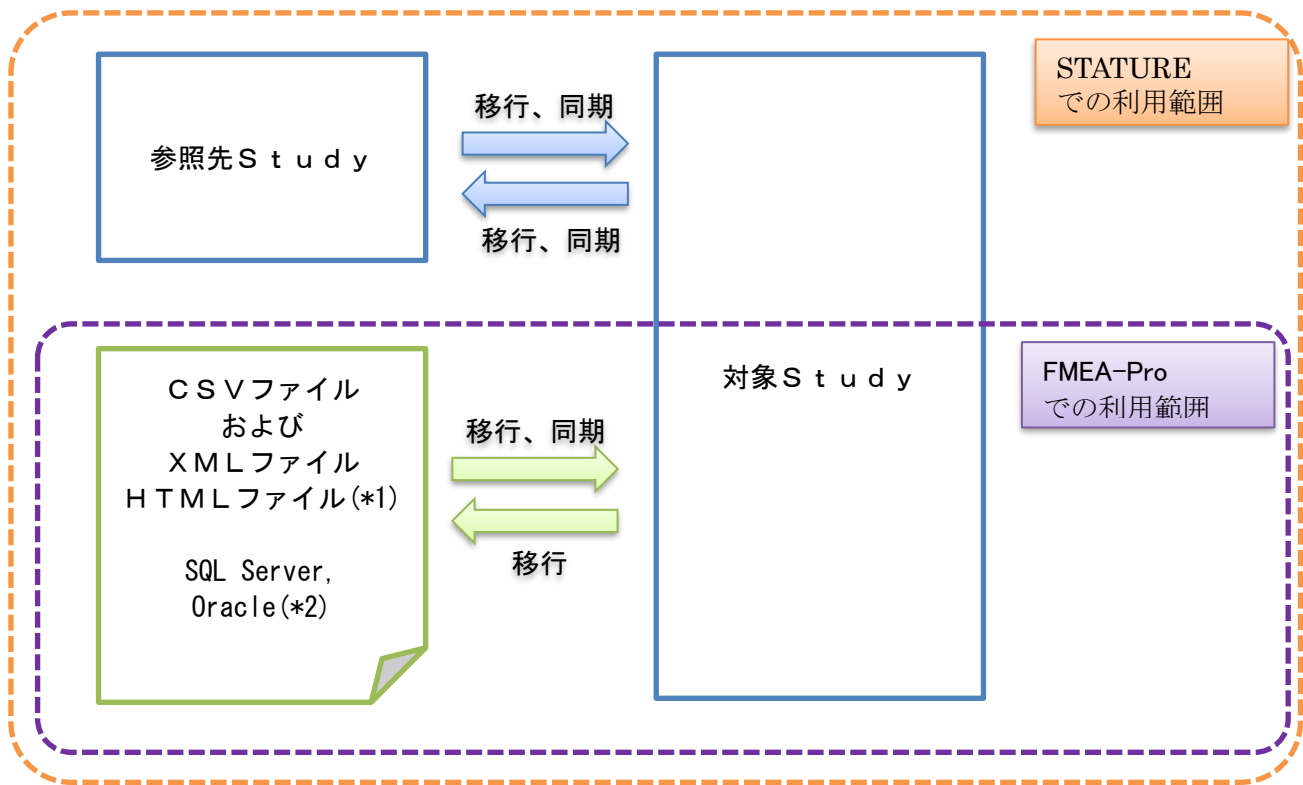 参照先Ｓｔｕｄｙ
移行、同期
移行、同期
STATURE
での利用範囲
ＣＳＶファイル
および
ＸＭＬファイル
ＨＴＭＬファイル(*1)
SQL Server,
Oracle(*2)
移行、同期
移行
対象Ｓｔｕｄｙ
FMEA-Pro
での利用範囲